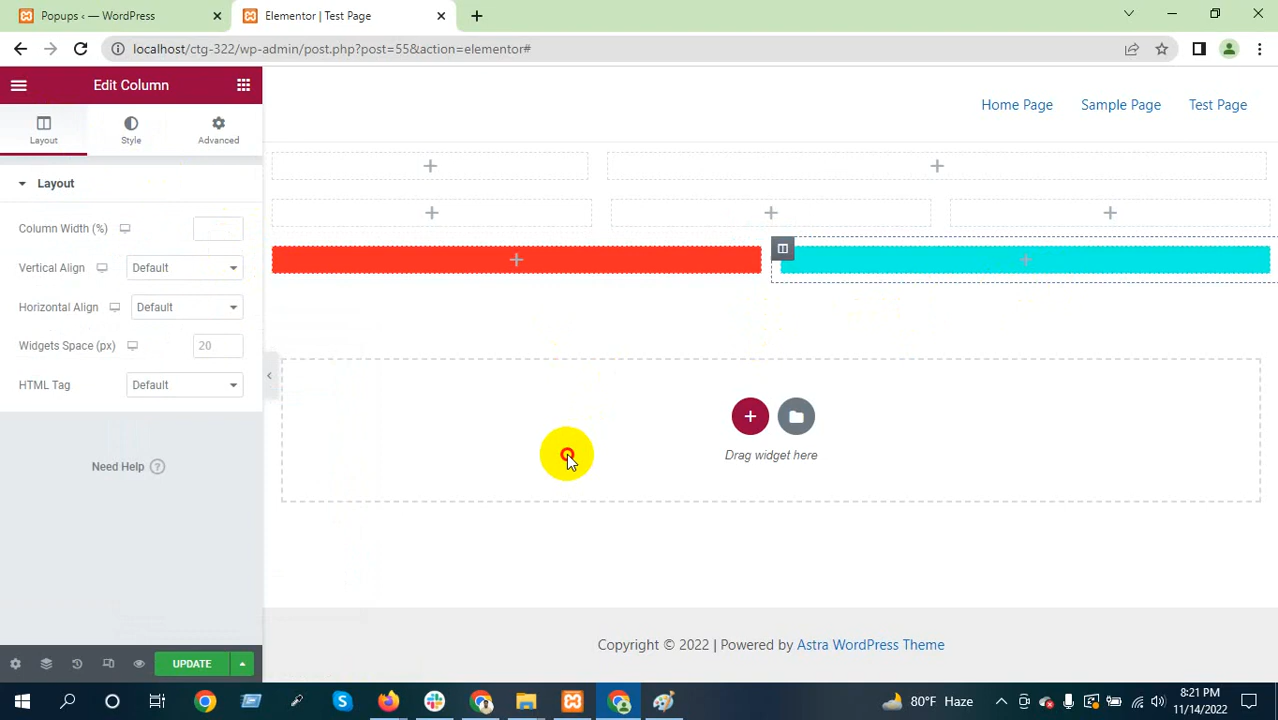 Popups ‹ — WordPress
Elementor | Test Page
localhost/ctg-322/wp-admin/post.php?post=55&action=elementor#
Edit Column
Home Page
Sample Page
Test Page
Layout
Style
Advanced
Layout
Column Width (%)
Vertical Align
Default
Horizontal Align
Default
Widgets Space (px)
20
HTML Tag
Default
Need Help ?
Drag widget here
Copyright © 2022 | Powered by Astra WordPress Theme
UPDATE
80°F Haze
8:21 PM
11/14/2022